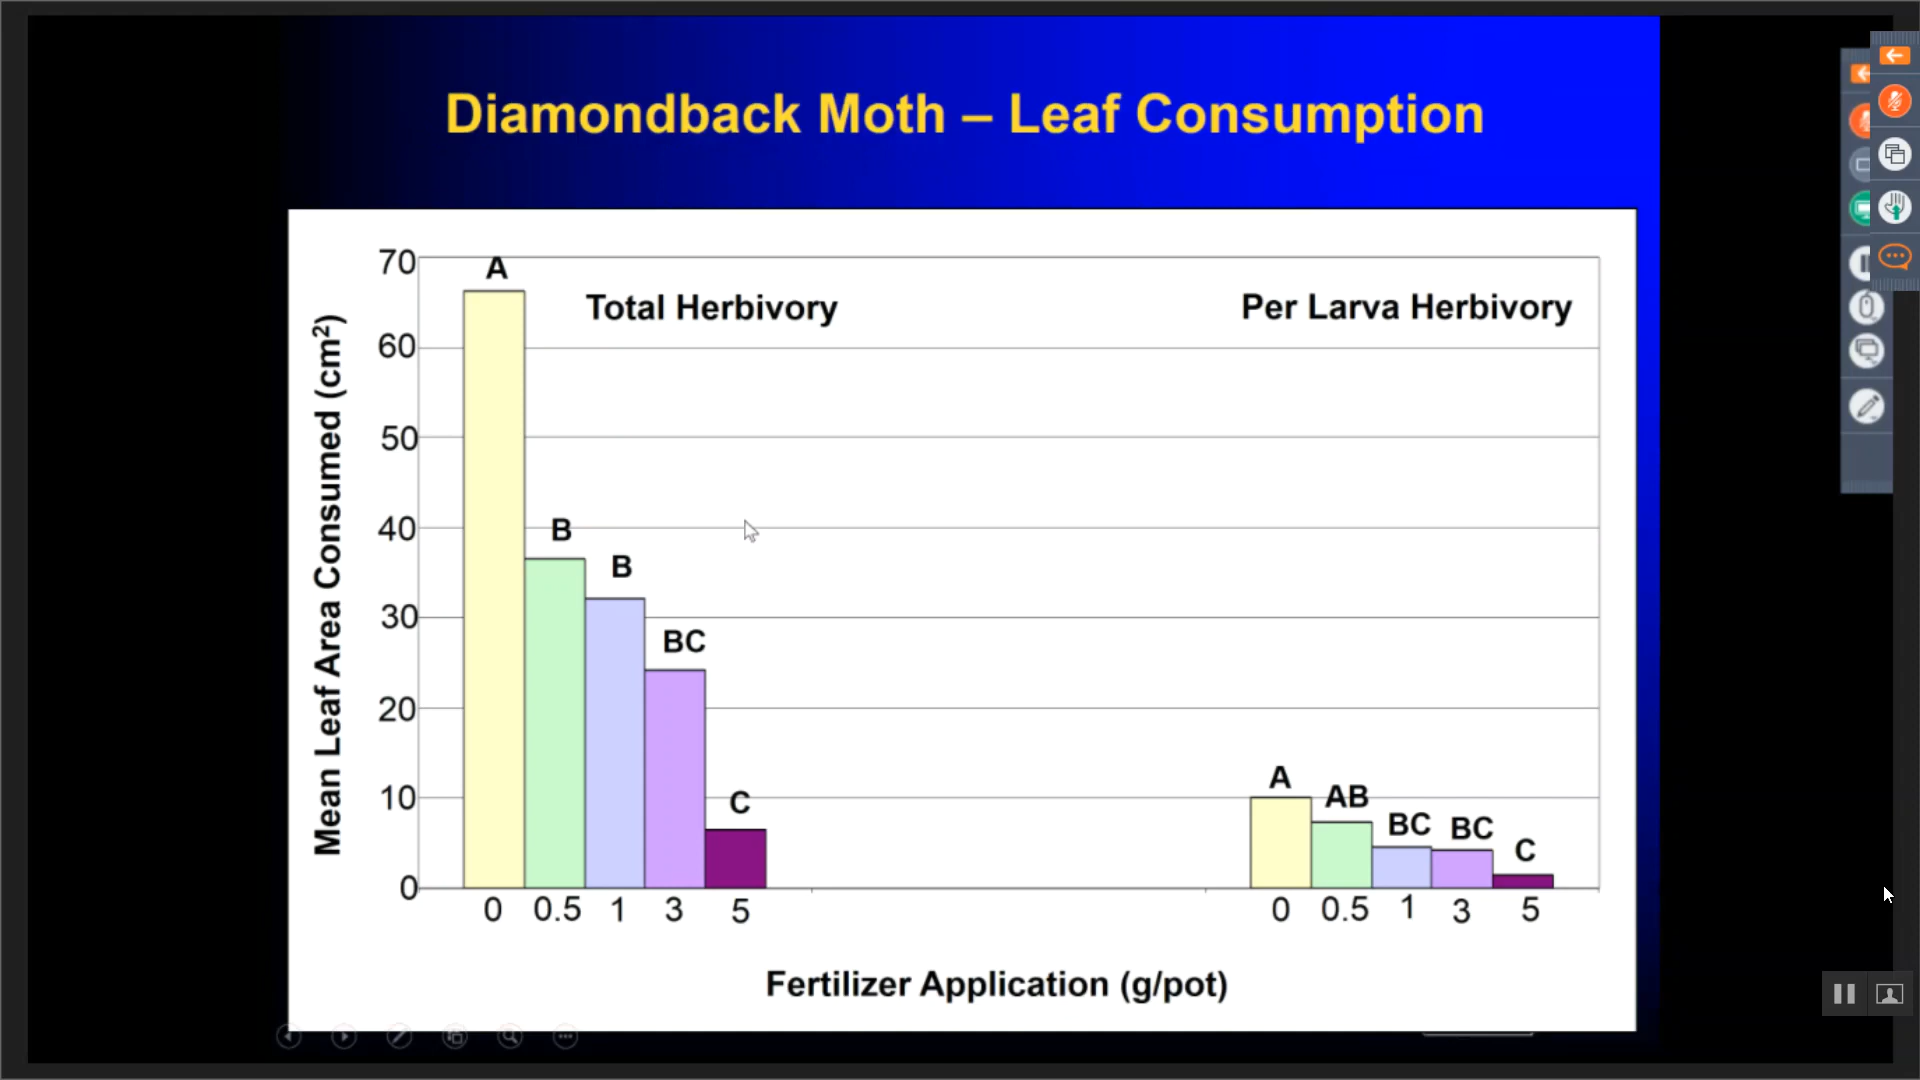 Diamondback Moth – Leaf Consumption
Mean Leaf Area Consumed (cm²)
70
60
50
40
30
20
10
0
Total Herbivory
A
B
B
BC
C
0 0.5 1 3 5
Per Larva Herbivory
A
AB
BC
BC
C
0 0.5 1 3 5
Fertilizer Application (g/pot)